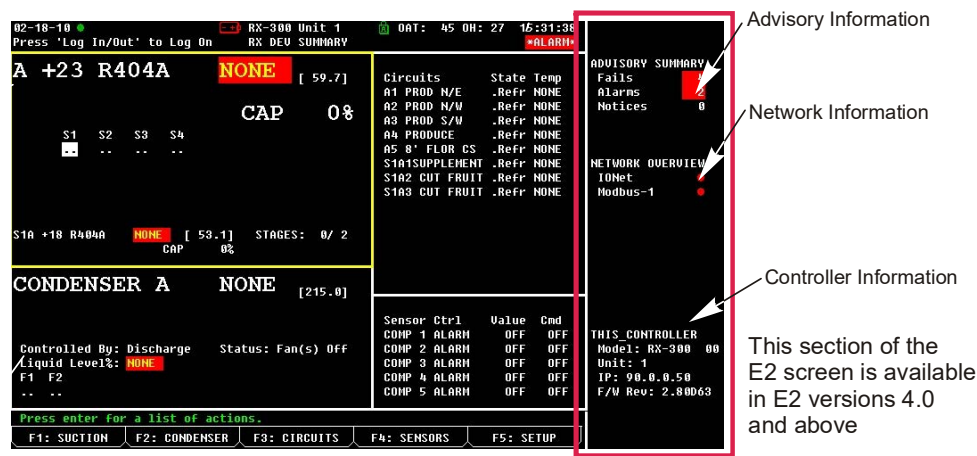 02-18-10 RX-300 Unit 1 OAT: 45 OH: 27 15:31:38
Press 'Log In/Out' to Log On RX DEV SUMMARY *ALARM*
A +23 R404A NONE [ 59.7]
CAP 0%
S1 S2 S3 S4
.. .. .. ..
S1A +18 R404A NONE [ 53.1] STAGES: 0/ 2
CAP 0%
CONDENSER A NONE [215.0]
Controlled By: Discharge Status: Fan(s) Off
Liquid Level%: NONE
F1 F2
.. ..
Circuits State Temp
A1 PROD N/E .Refr NONE
A2 PROD N/W .Refr NONE
A3 PROD S/W .Refr NONE
A4 PRODUCE .Refr NONE
A5 8' FLOR CS .Refr NONE
S1A1SUPPLEMENT .Refr NONE
S1A2 CUT FRUIT .Refr NONE
S1A3 CUT FRUIT .Refr NONE
Sensor Ctrl Value Cmd
COMP 1 ALARM OFF OFF
COMP 2 ALARM OFF OFF
COMP 3 ALARM OFF OFF
COMP 4 ALARM OFF OFF
COMP 5 ALARM OFF OFF
ADVISORY SUMMARY
Fails
Alarms 2
Notices 0
NETWORK OVERVIEW
IONet
Modbus-1
THIS_CONTROLLER
Model: RX-300 00
Unit: 1
IP: 90.0.0.50
F/W Rev: 2.80D63
Press enter for a list of actions.
F1: SUCTION F2: CONDENSER F3: CIRCUITS F4: SENSORS F5: SETUP
Advisory Information
Network Information
Controller Information
This section of the
E2 screen is available
in E2 versions 4.0
and above